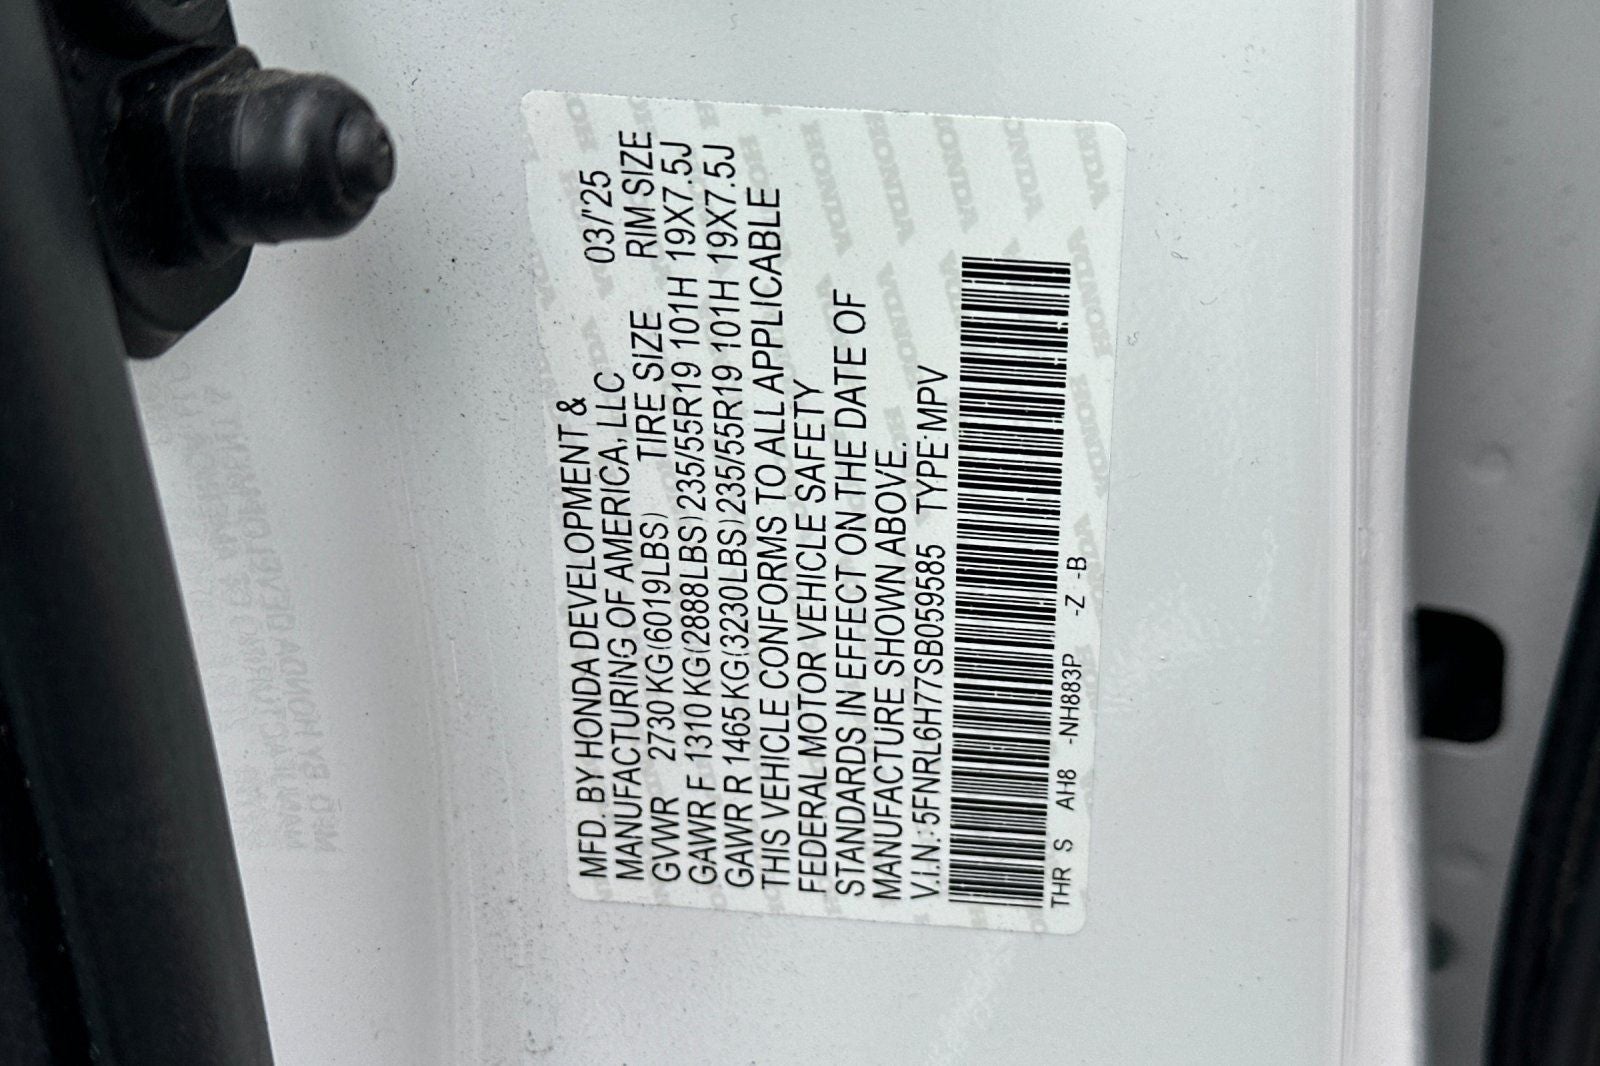 MFD. BY HONDA DEVELOPMENT &
MANUFACTURING OF AMERICA, LLC 03/'25
GVWR 2730 KG(6019LBS) TIRE SIZE RIM SIZE
GAWR F 1310 KG(2888LBS) 235/55R19 101H 19X7.5J
GAWR R 1465 KG(3230LBS) 235/55R19 101H 19X7.5J
THIS VEHICLE CONFORMS TO ALL APPLICABLE
FEDERAL MOTOR VEHICLE SAFETY
STANDARDS IN EFFECT ON THE DATE OF
MANUFACTURE SHOWN ABOVE.
V.I.N.:5FNRL6H77SB059585 TYPE:MPV
THR S AH8 -NH883P -Z -B